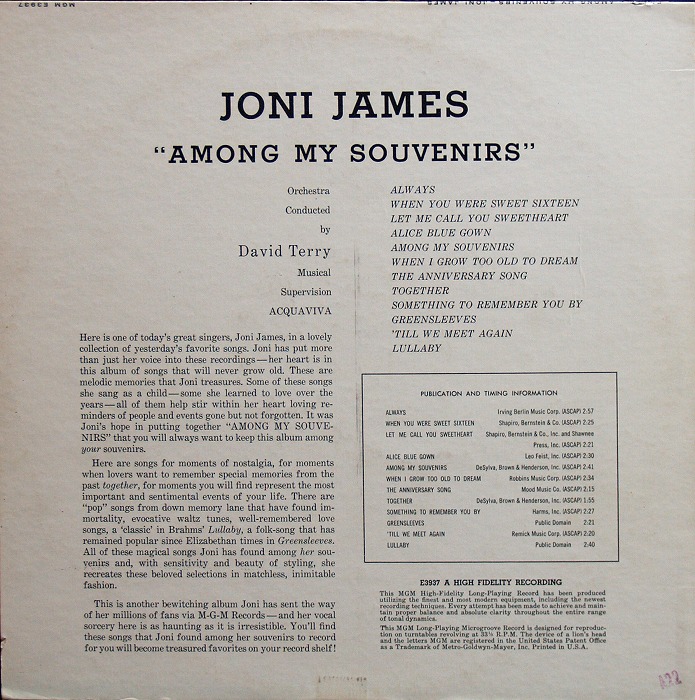 MGM E3937
AMONG MY SOUVENIRS - JONI JAMES
JONI JAMES
“AMONG MY SOUVENIRS”
Orchestra
Conducted
by
David Terry
Musical
Supervision
ACQUAVIVA
ALWAYS
WHEN YOU WERE SWEET SIXTEEN
LET ME CALL YOU SWEETHEART
ALICE BLUE GOWN
AMONG MY SOUVENIRS
WHEN I GROW TOO OLD TO DREAM
THE ANNIVERSARY SONG
TOGETHER
SOMETHING TO REMEMBER YOU BY
GREENSLEEVES
'TILL WE MEET AGAIN
LULLABY
Here is one of today's great singers, Joni James, in a lovely
collection of yesterday's favorite songs. Joni has put more
than just her voice into these recordings—her heart is in
this album of songs that will never grow old. These are
melodic memories that Joni treasures. Some of these songs
she sang as a child—some she learned to love over the
years—all of them help stir within her heart loving re-
minders of people and events gone but not forgotten. It was
Joni's hope in putting together “AMONG MY SOUVE-
NIRS” that you will always want to keep this album among
your souvenirs.
Here are songs for moments of nostalgia, for moments
when lovers want to remember special memories from the
past together, for moments you will find represent the most
important and sentimental events of your life. There are
“pop” songs from down memory lane that have found im-
mortality, evocative waltz tunes, well-remembered love
songs, a ‘classic’ in Brahms' Lullaby, a folk-song that has
remained popular since Elizabethan times in Greensleeves.
All of these magical songs Joni has found among her sou-
venirs and, with sensitivity and beauty of styling, she
recreates these beloved selections in matchless, inimitable
fashion.
This is another bewitching album Joni has sent the way
of her millions of fans via M-G-M Records—and her vocal
sorcery here is as haunting as it is irresistible. You'll find
these songs that Joni found among her souvenirs to record
for you will become treasured favorites on your record shelf!
PUBLICATION AND TIMING INFORMATION
ALWAYS Irving Berlin Music Corp. (ASCAP) 2:57
WHEN YOU WERE SWEET SIXTEEN Shapiro, Bernstein & Co. (ASCAP) 2:25
LET ME CALL YOU SWEETHEART Shapiro, Bernstein & Co., Inc. and Shawnee
Press, Inc. (ASCAP) 2:21
ALICE BLUE GOWN Leo Feist, Inc. (ASCAP) 2:30
AMONG MY SOUVENIRS DeSylva, Brown & Henderson, Inc. (ASCAP) 2:41
WHEN I GROW TOO OLD TO DREAM Robbins Music Corp. (ASCAP) 2:34
THE ANNIVERSARY SONG Mood Music Co. (ASCAP) 2:15
TOGETHER DeSylva, Brown & Henderson, Inc. (ASCAP) 1:55
SOMETHING TO REMEMBER YOU BY Harms, Inc. (ASCAP) 2:27
GREENSLEEVES Public Domain 2:21
'TILL WE MEET AGAIN Remick Music Corp. (ASCAP) 2:20
LULLABY Public Domain 2:40
E3937 A HIGH FIDELITY RECORDING
This MGM High-Fidelity Long-Playing Record has been produced
utilizing the finest and most modern equipment, including the newest
recording techniques. Every attempt has been made to achieve and main-
tain proper balance and absolute clarity throughout the entire range
of tonal dynamics.
This MGM Long-Playing Microgroove Record is designed for reproduc-
tion on turntables revolving at 33⅓ R.P.M. The device of a lion's head
and the letters MGM are registered in the United States Patent Office
as a Trademark of Metro-Goldwyn-Mayer, Inc. Printed in U.S.A.